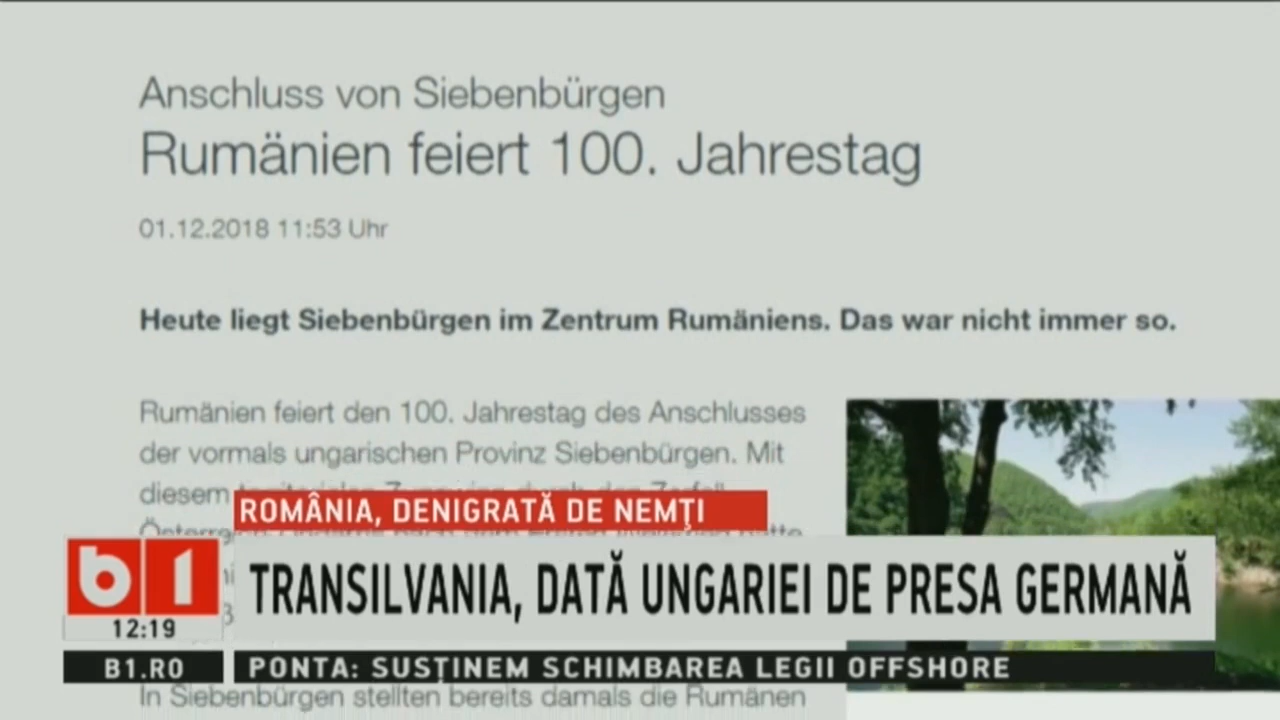 Anschluss von Siebenbürgen
Rumänien feiert 100. Jahrestag
01.12.2018 11:53 Uhr
Heute liegt Siebenbürgen im Zentrum Rumäniens. Das war nicht immer so.
Rumänien feiert den 100. Jahrestag des Anschlusses
der vormals ungarischen Provinz Siebenbürgen. Mit
diesem
ROMÂNIA, DENIGRATĂ DE NEMŢI
b1
TRANSILVANIA, DATĂ UNGARIEI DE PRESA GERMANĂ
12:19
B1.RO
PONTA: SUSȚINEM SCHIMBAREA LEGII OFFSHORE
In Siebenbürgen stellten bereits damals die Rumänen